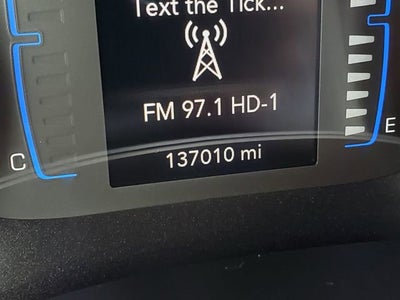 Text the Tick...
FM 97.1 HD-1
E
C
137010 mi